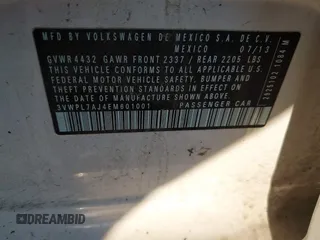 MFD BY VOLKSWAGEN DE MEXICO S.A. DE C.V.
MEXICO 07/13
GVWR 4432 GAWR FRONT 2337 / REAR 2205 LBS
THIS VEHICLE CONFORMS TO ALL APPLICABLE U.S.
FEDERAL MOTOR VEHICLE SAFETY, BUMPER AND THEFT
PREVENTION STANDARDS IN EFFECT ON THE DATE OF
MANUFACTURE SHOWN ABOVE.
3VWPL7AJ4EM601001 PASSENGER CAR
DREAMBID